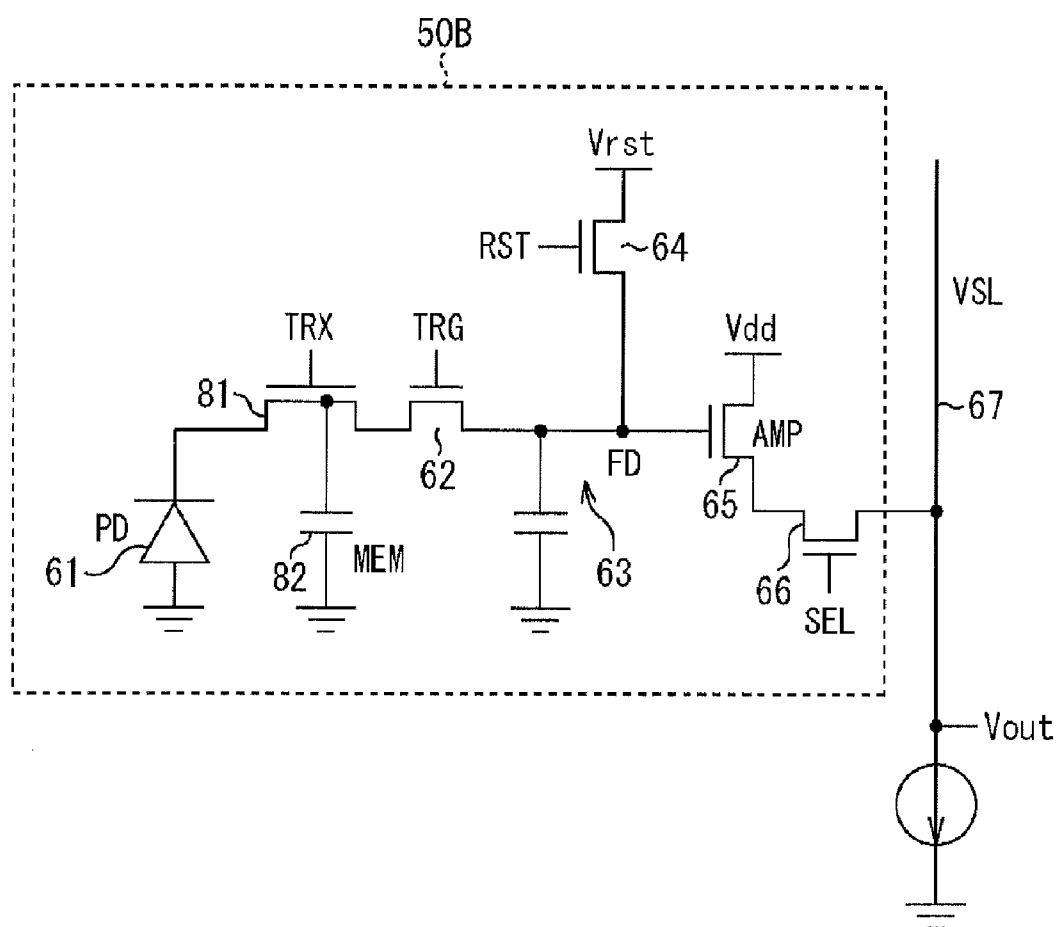 50B
Vrst
RST
64
VSL
TRX
TRG
Vdd
81
67
AMP
62
FD
65
PD
61
82
MEM
63
66
SEL
Vout